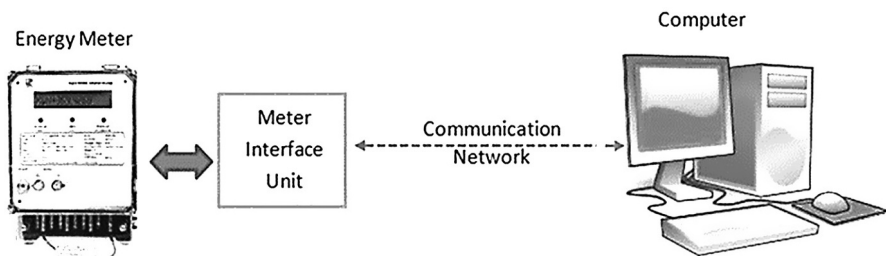 Computer
Energy Meter
Meter
Interface
Unit
Communication
Network